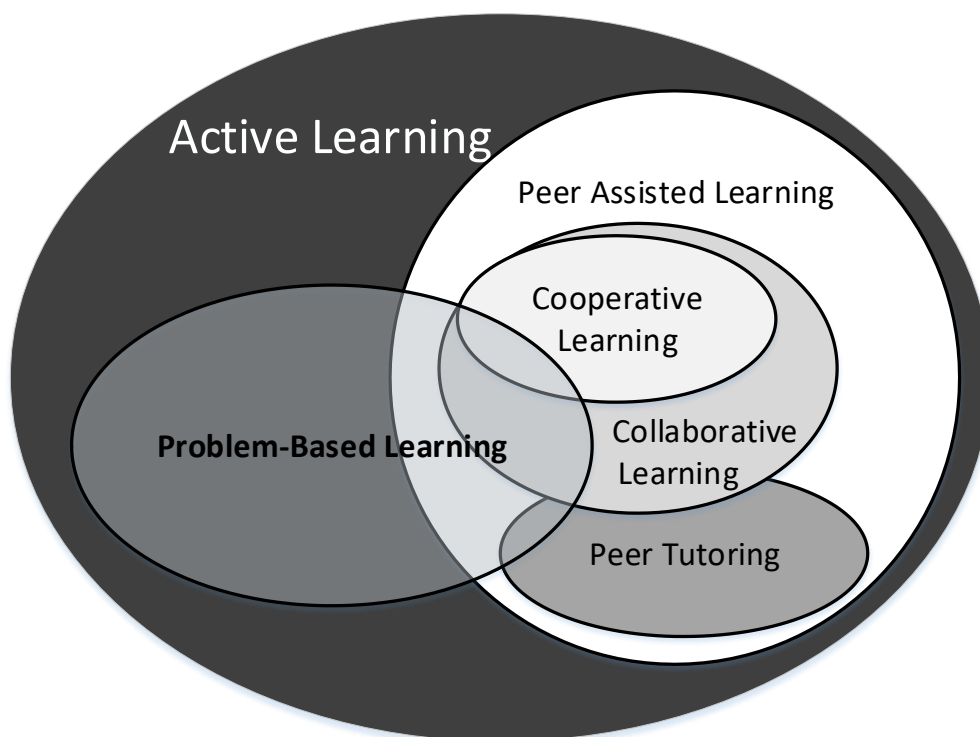 Active Learning
Peer Assisted Learning
Cooperative
Learning
Problem-Based Learning
Collaborative
Learning
Peer Tutoring